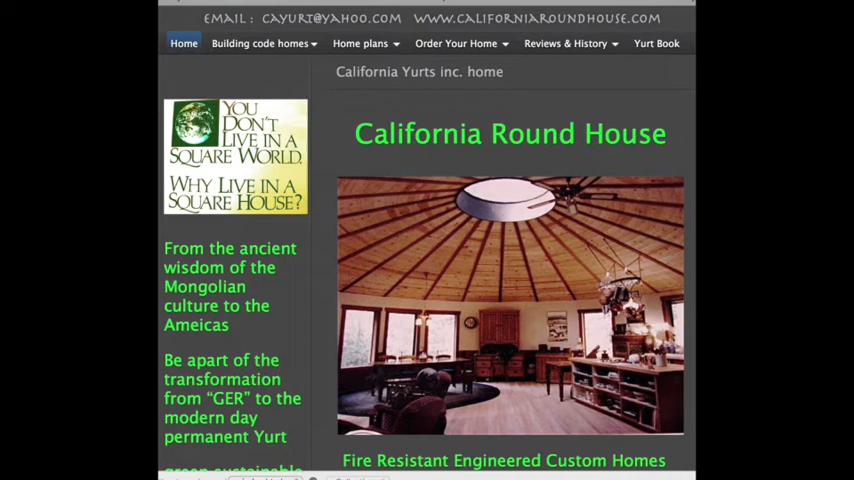 EMAIL : CAYURT@YAHOO.COM WWW.CALIFORNIAROUNDHOUSE.COM
Home Building code homes Home plans Order Your Home Reviews & History Yurt Book
California Yurts inc. home
YOU
DON'T
LIVE IN A
SQUARE WORLD.
WHY LIVE IN A
SQUARE HOUSE?
California Round House
From the ancient
wisdom of the
Mongolian
culture to the
Ameicas
Be apart of the
transformation
from “GER” to the
modern day
permanent Yurt
green sustainable
Fire Resistant Engineered Custom Homes